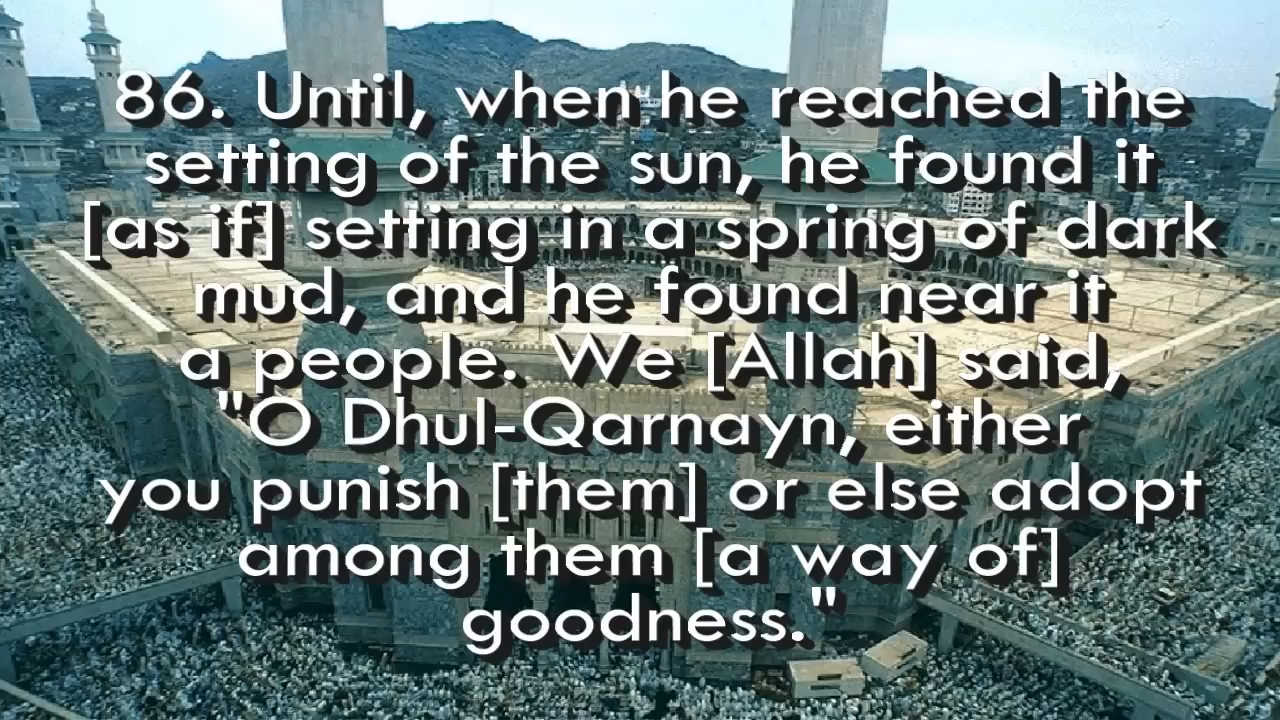 86. Until, when he reached the
setting of the sun, he found it
[as if] setting in a spring of dark
mud, and he found near it
a people. We [Allah] said,
"O Dhul-Qarnayn, either
you punish [them] or else adopt
among them [a way of]
goodness."